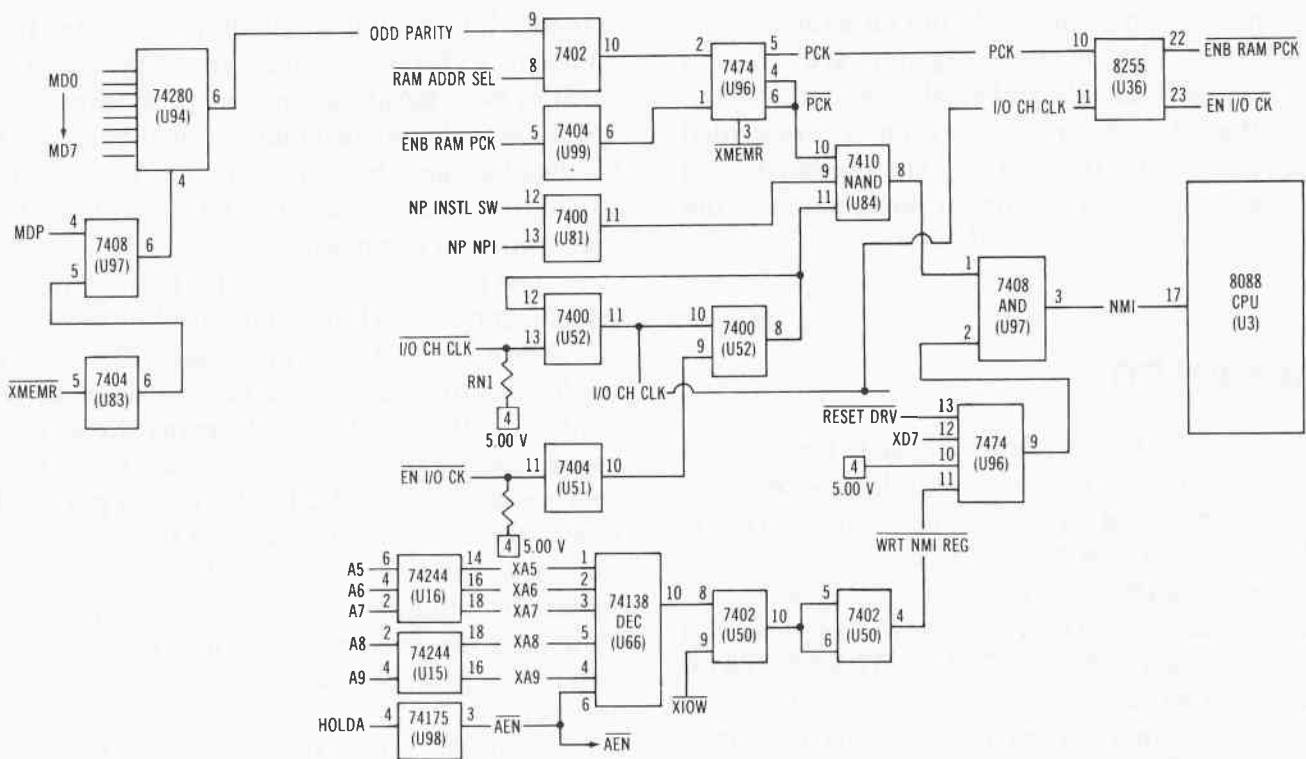 ODD PARITY
9
7402
10
8
RAM ADDR SEL
2
7474
(U96)
5
PCK
4
6
PCK
1
3
XMEMR
PCK
10
8255
(U36)
22
ENB RAM PCK
I/O CH CLK
11
23
EN I/O CK
MD0
MD7
74280
(U94)
6
4
ENB RAM PCK
5
7404
(U99)
6
NP INSTL SW
12
7400
(U81)
11
NP NPI
13
10
9
11
7410
NAND
(U84)
8
MDP
4
7408
(U97)
6
5
XMEMR
5
7404
(U83)
6
12
7400
(U52)
11
I/O CH CLK
13
RN1
4
5.00 V
10
7400
(U52)
8
9
I/O CH CLK
1
7408
AND
(U97)
3
NMI
17
8088
CPU
(U3)
2
RESET DRV
13
XD7
12
10
7474
(U96)
9
4
5.00 V
11
WRT NMI REG
EN I/O CK
11
7404
(U51)
10
4
5.00 V
A5
6
74244
(U16)
14
XA5
1
A6
4
16
XA6
2
A7
2
18
XA7
3
A8
2
74244
(U15)
18
XA8
5
A9
4
16
XA9
4
74138
DEC
(U66)
10
6
HOLDA
4
74175
(U98)
3
AEN
AEN
8
7402
(U50)
10
9
XIOW
5
7402
(U50)
4
6